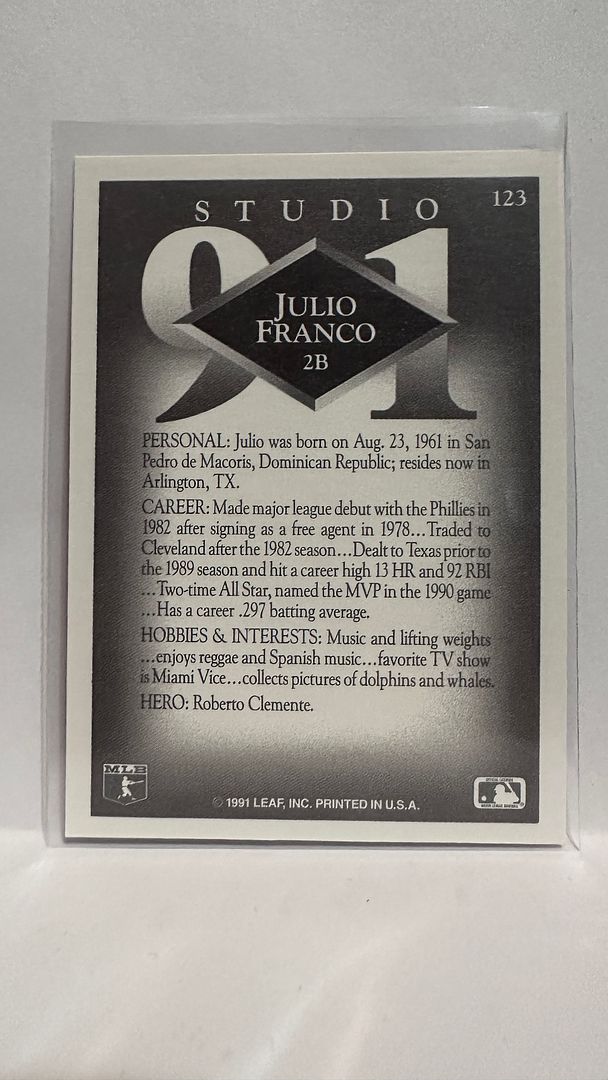 STUDIO
123
91
JULIO
FRANCO
2B
PERSONAL: Julio was born on Aug. 23, 1961 in San
Pedro de Macoris, Dominican Republic; resides now in
Arlington, TX.
CAREER: Made major league debut with the Phillies in
1982 after signing as a free agent in 1978...Traded to
Cleveland after the 1982 season...Dealt to Texas prior to
the 1989 season and hit a career high 13 HR and 92 RBI
...Two-time All Star, named the MVP in the 1990 game
...Has a career .297 batting average.
HOBBIES & INTERESTS: Music and lifting weights
...enjoys reggae and Spanish music...favorite TV show
is Miami Vice...collects pictures of dolphins and whales.
HERO: Roberto Clemente.
MLB
© 1991 LEAF, INC. PRINTED IN U.S.A.